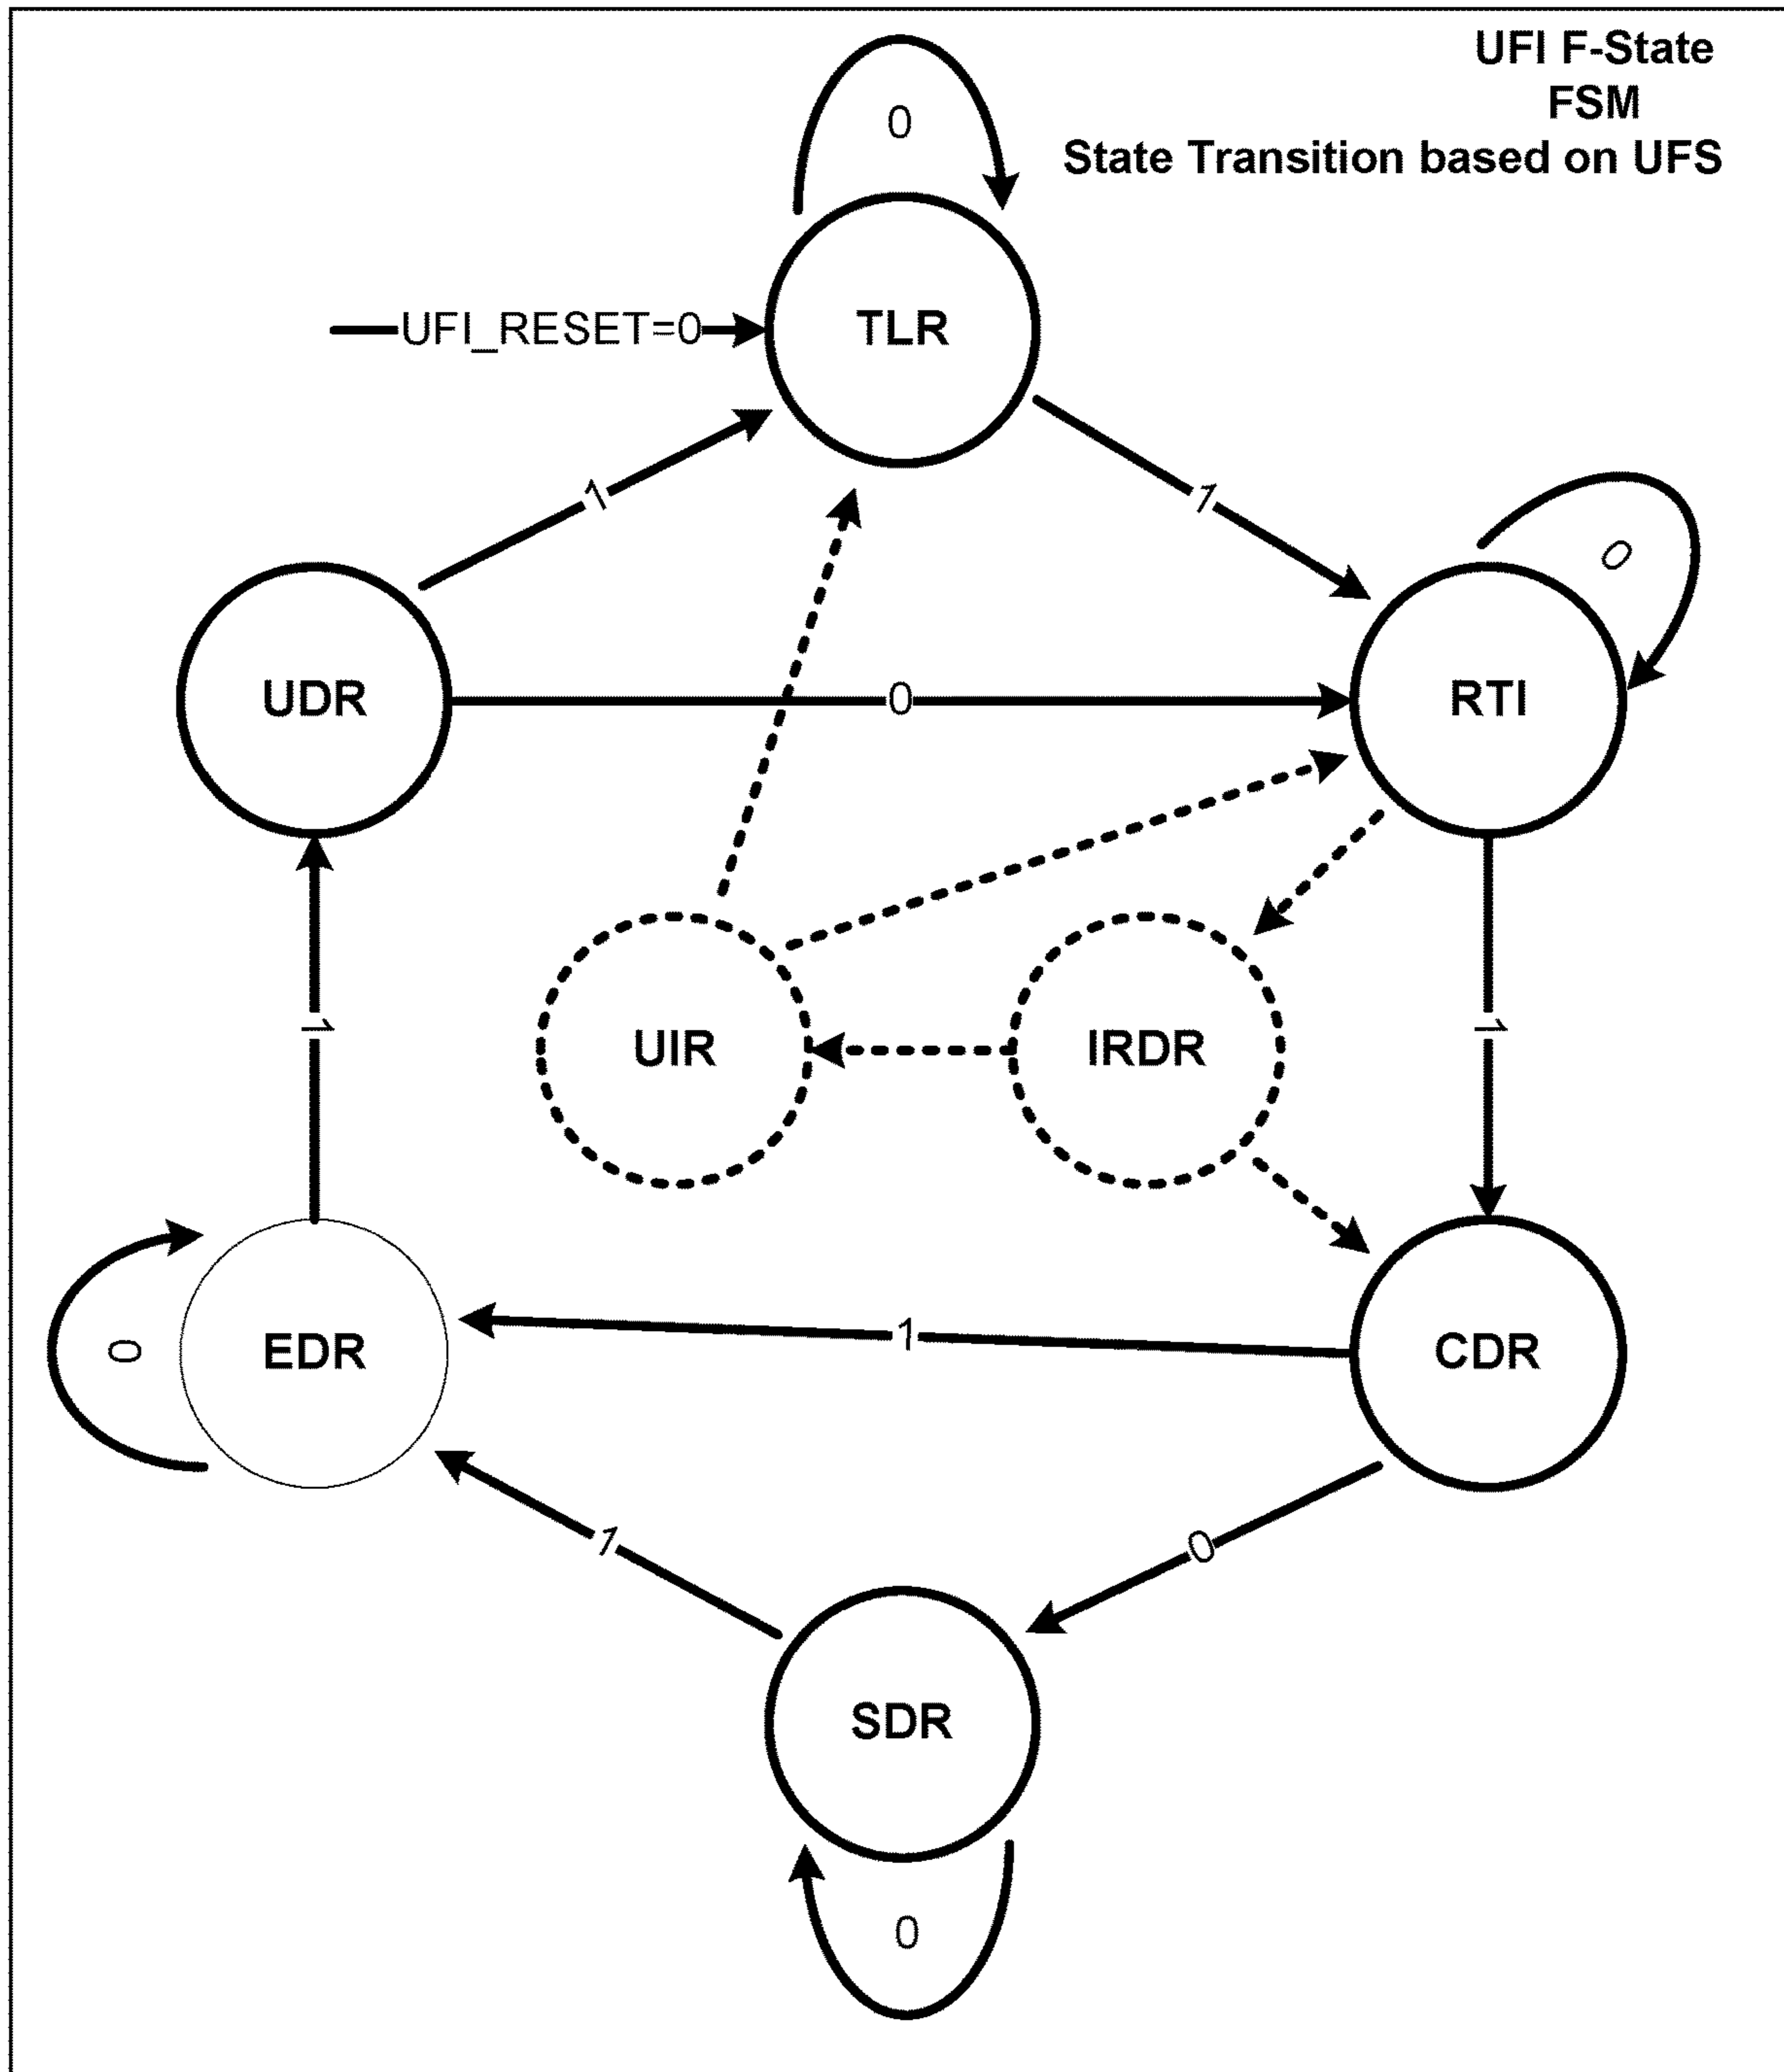 UFI F-State
FSM
State Transition based on UFS
0
UFI_RESET=0
TLR
1
1
0
UDR
0
RTI
UIR
IRDR
1
1
0
EDR
1
CDR
1
0
SDR
0